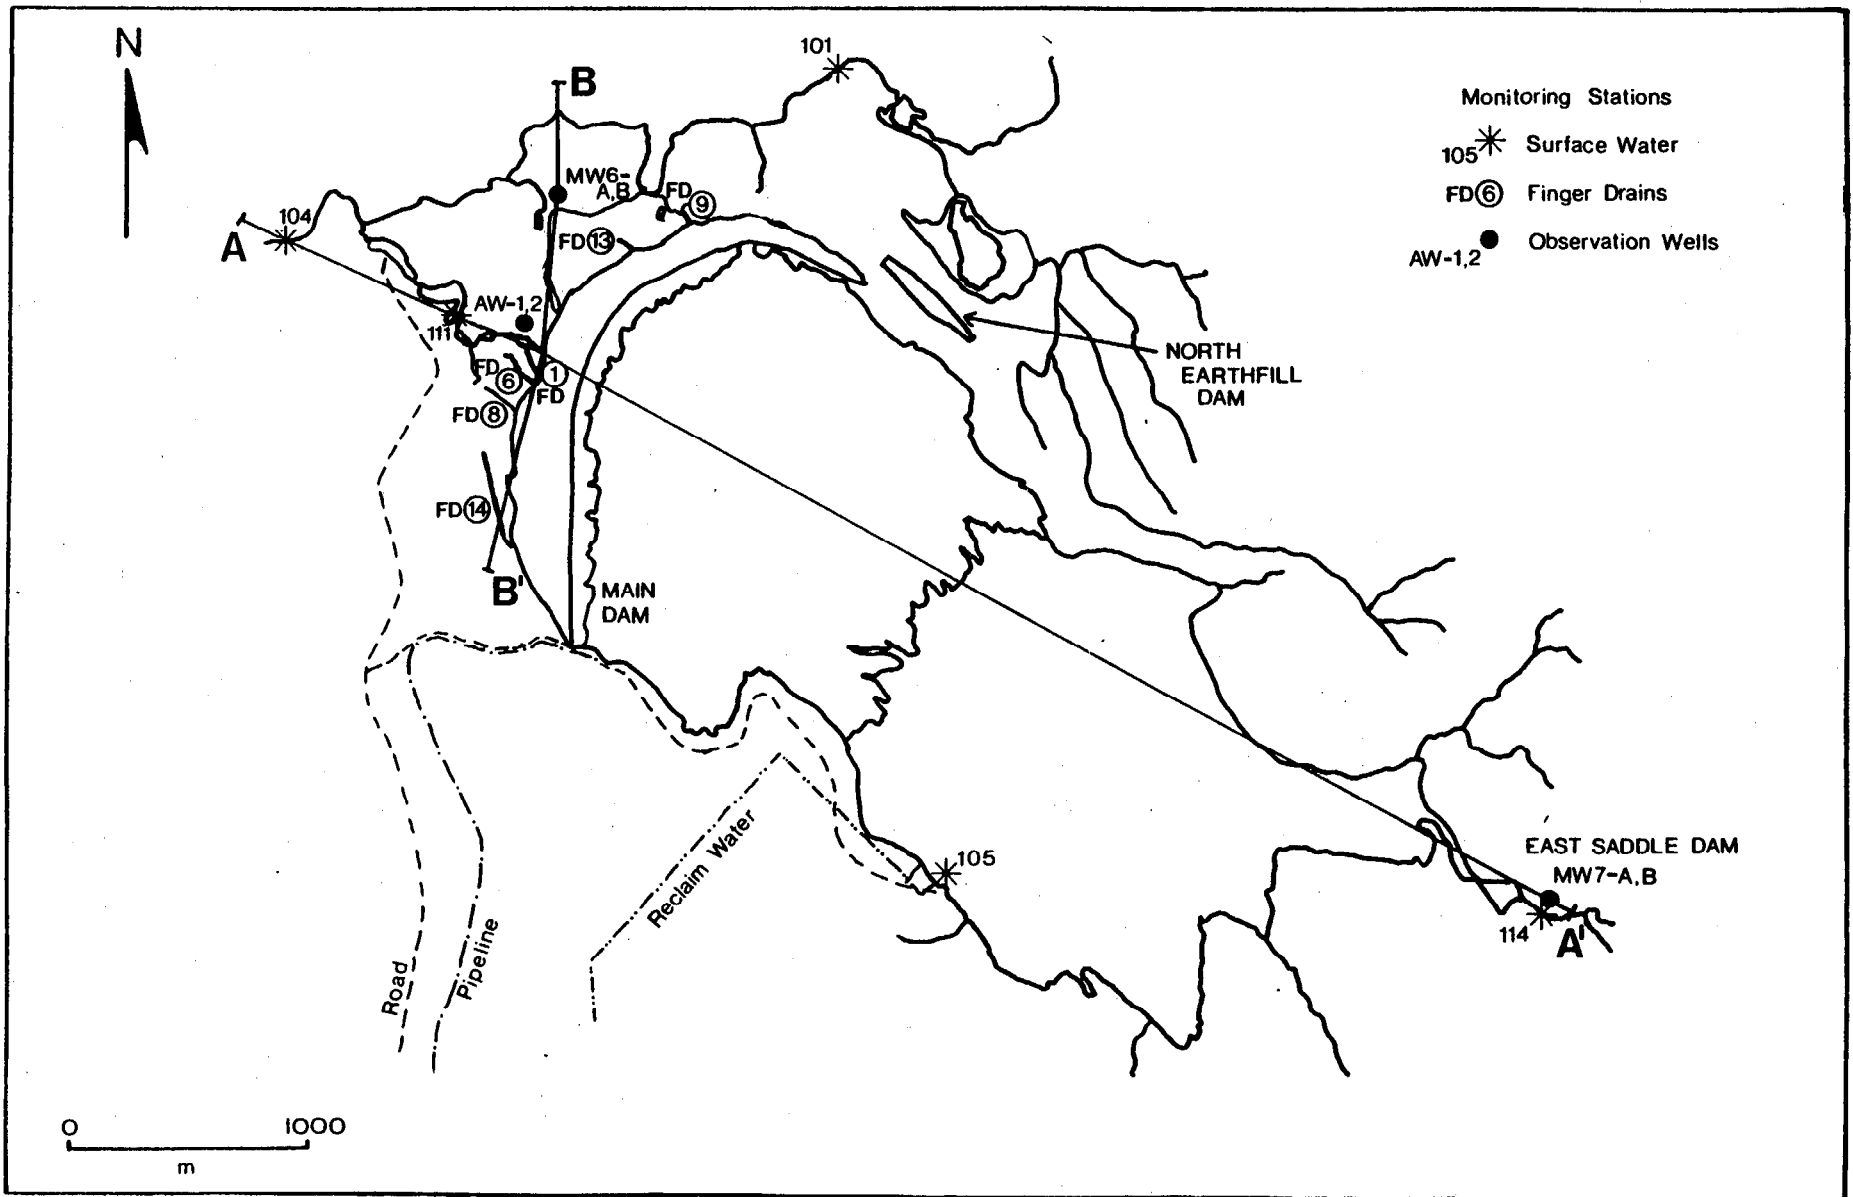 N
101
B
Monitoring Stations
105 Surface Water
FD 6 Finger Drains
AW-1,2 Observation Wells
MW6-
A,B
FD
9
104
A
FD 13
AW-1,2
111
NORTH
EARTHFILL
DAM
FD
6
1
FD
FD 8
FD 14
B'
MAIN
DAM
105
Reclaim Water
EAST SADDLE DAM
MW7-A,B
114
A'
Road
Pipeline
0 1000
m